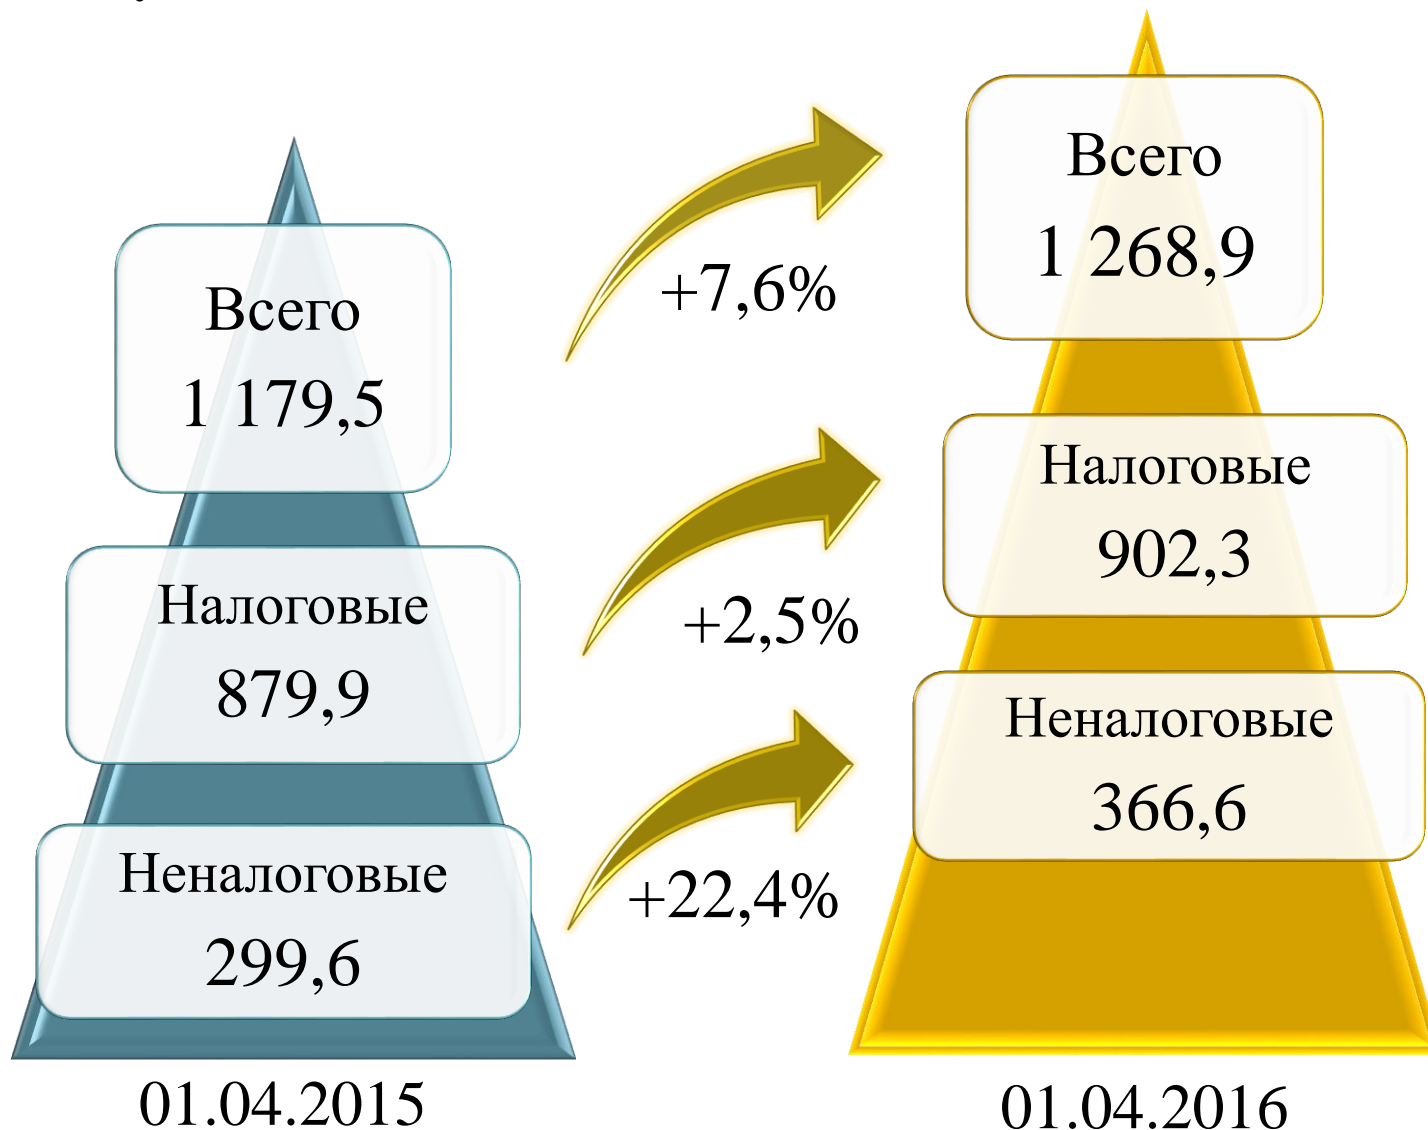 Всего
1 179,5
Налоговые
879,9
Неналоговые
299,6
01.04.2015
+7,6%
+2,5%
+22,4%
Всего
1 268,9
Налоговые
902,3
Неналоговые
366,6
01.04.2016